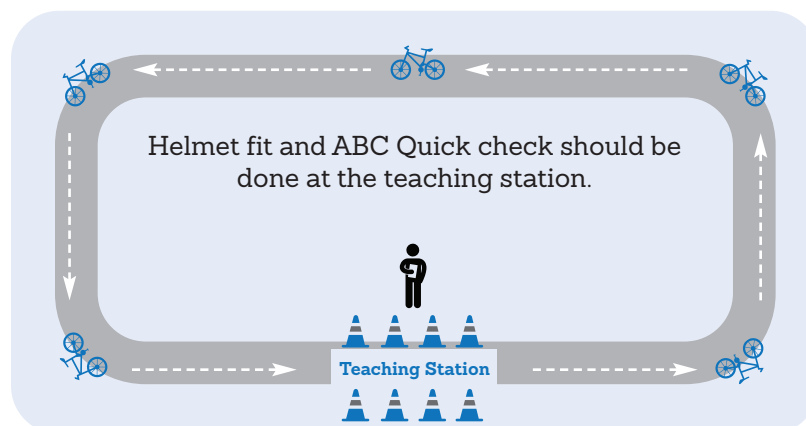 Helmet fit and ABC Quick check should be
done at the teaching station.
Teaching Station